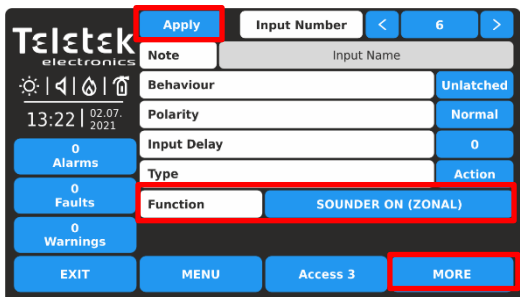 Teletek
electronics
13:22 02.07.
2021
0
Alarms
0
Faults
0
Warnings
EXIT
Apply Input Number < 6 >
Note Input Name
Behaviour Unlatched
Polarity Normal
Input Delay 0
Type Action
Function SOUNDER ON (ZONAL)
MENU Access 3 MORE